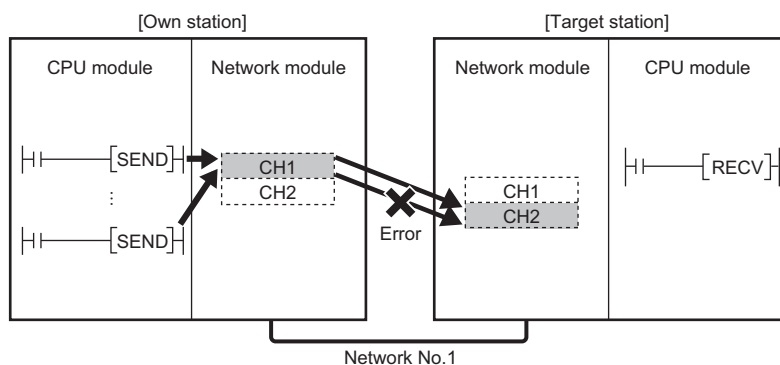 [Own station]
[Target station]
CPU module
Network module
Network module
CPU module
[SEND]
CH1
CH2
[SEND]
Error
CH1
CH2
[RECV]
Network No.1